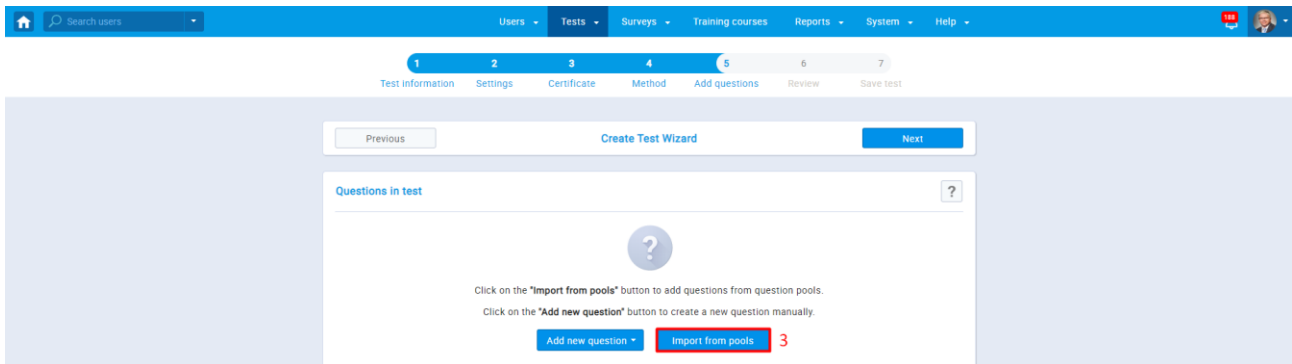 Search users
Users Tests Surveys Training courses Reports System Help
188
1 2 3 4 5 6 7
Test information Settings Certificate Method Add questions Review Save test
Previous Create Test Wizard Next
Questions in test ?
?
Click on the "Import from pools" button to add questions from question pools.
Click on the "Add new question" button to create a new question manually.
Add new question Import from pools 3